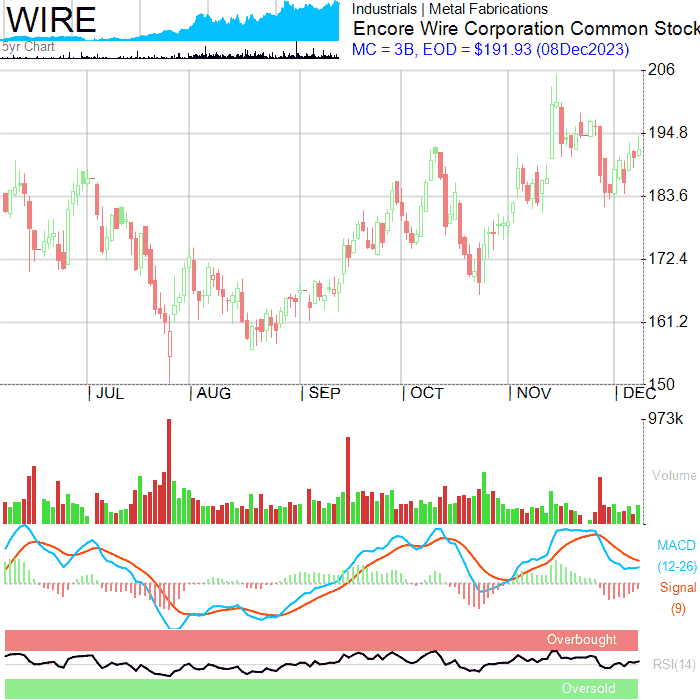 WIRE
5yr Chart
Industrials | Metal Fabrications
Encore Wire Corporation Common Stock
MC = 3B, EOD = $191.93 (08Dec2023)
206
194.8
183.6
172.4
161.2
150
JUL AUG SEP OCT NOV DEC
973k
Volume
MACD
(12-26)
Signal
(9)
Overbought
RSI(14)
Oversold